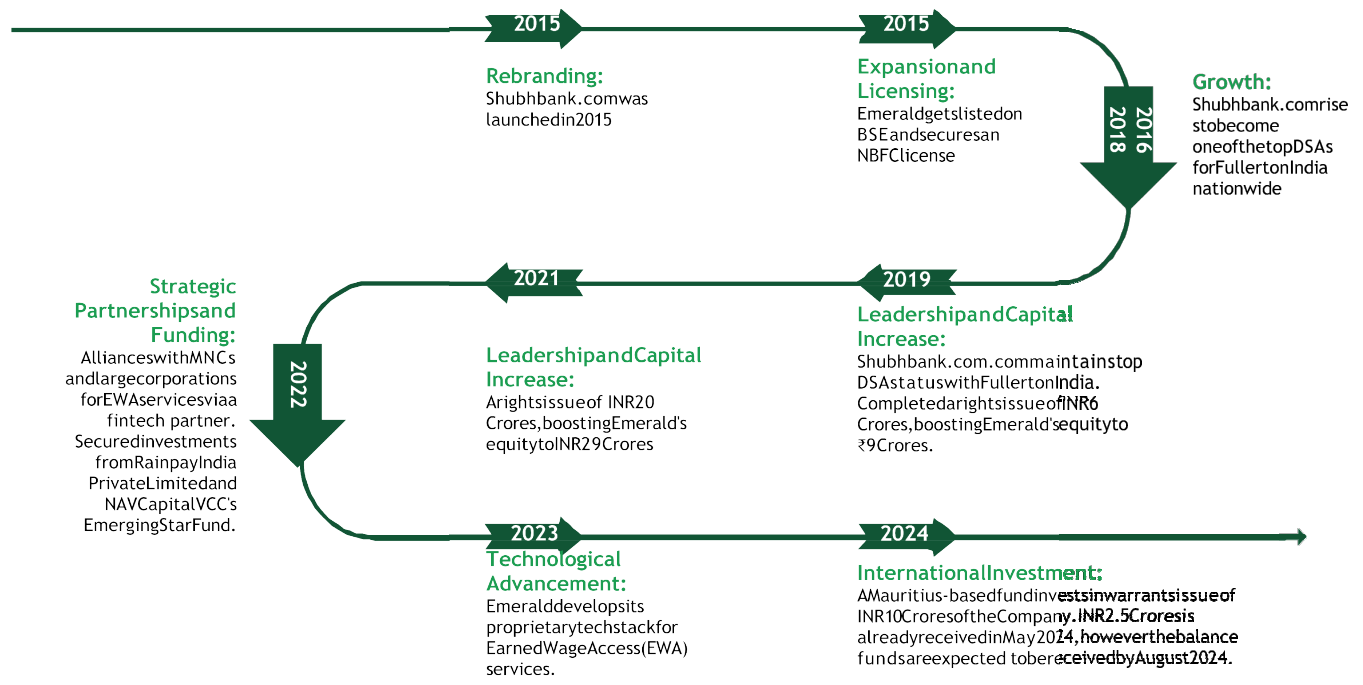 2015
Rebranding:
Shubhbank.comwas
launchedin2015
2015
Expansionand
Licensing:
Emeraldgetslistedon
BSEandsecuresan
NBFClicense
2016
2018
Growth:
Shubhbank.comrise
stobecome
oneofthetopDSAs
forFullertonIndia
nationwide
2019
LeadershipandCapital
Increase:
Shubhbank.com.commaintainstop
DSAstatuswithFullertonIndia.
CompletedarightsissueofINR6
Crores,boostingEmerald'sequityto
₹9Crores.
2021
LeadershipandCapital
Increase:
Arightsissueof INR20
Crores,boostingEmerald's
equitytoINR29Crores
2022
Strategic
Partnershipsand
Funding:
AllianceswithMNCs
andlargecorporations
forEWAservicesviaa
fintech partner.
Securedinvestments
fromRainpayIndia
PrivateLimitedand
NAVCapitalVCC's
EmergingStarFund.
2023
Technological
Advancement:
Emeralddevelopsits
proprietarytechstackfor
EarnedWageAccess(EWA)
services.
2024
InternationalInvestment:
AMauritius-basedfundinvestsinwarrantsissueof
INR10CroresoftheCompany.INR2.5Croresis
alreadyreceivedinMay2024,howeverthebalance
fundsareexpected tobereceivedbyAugust2024.